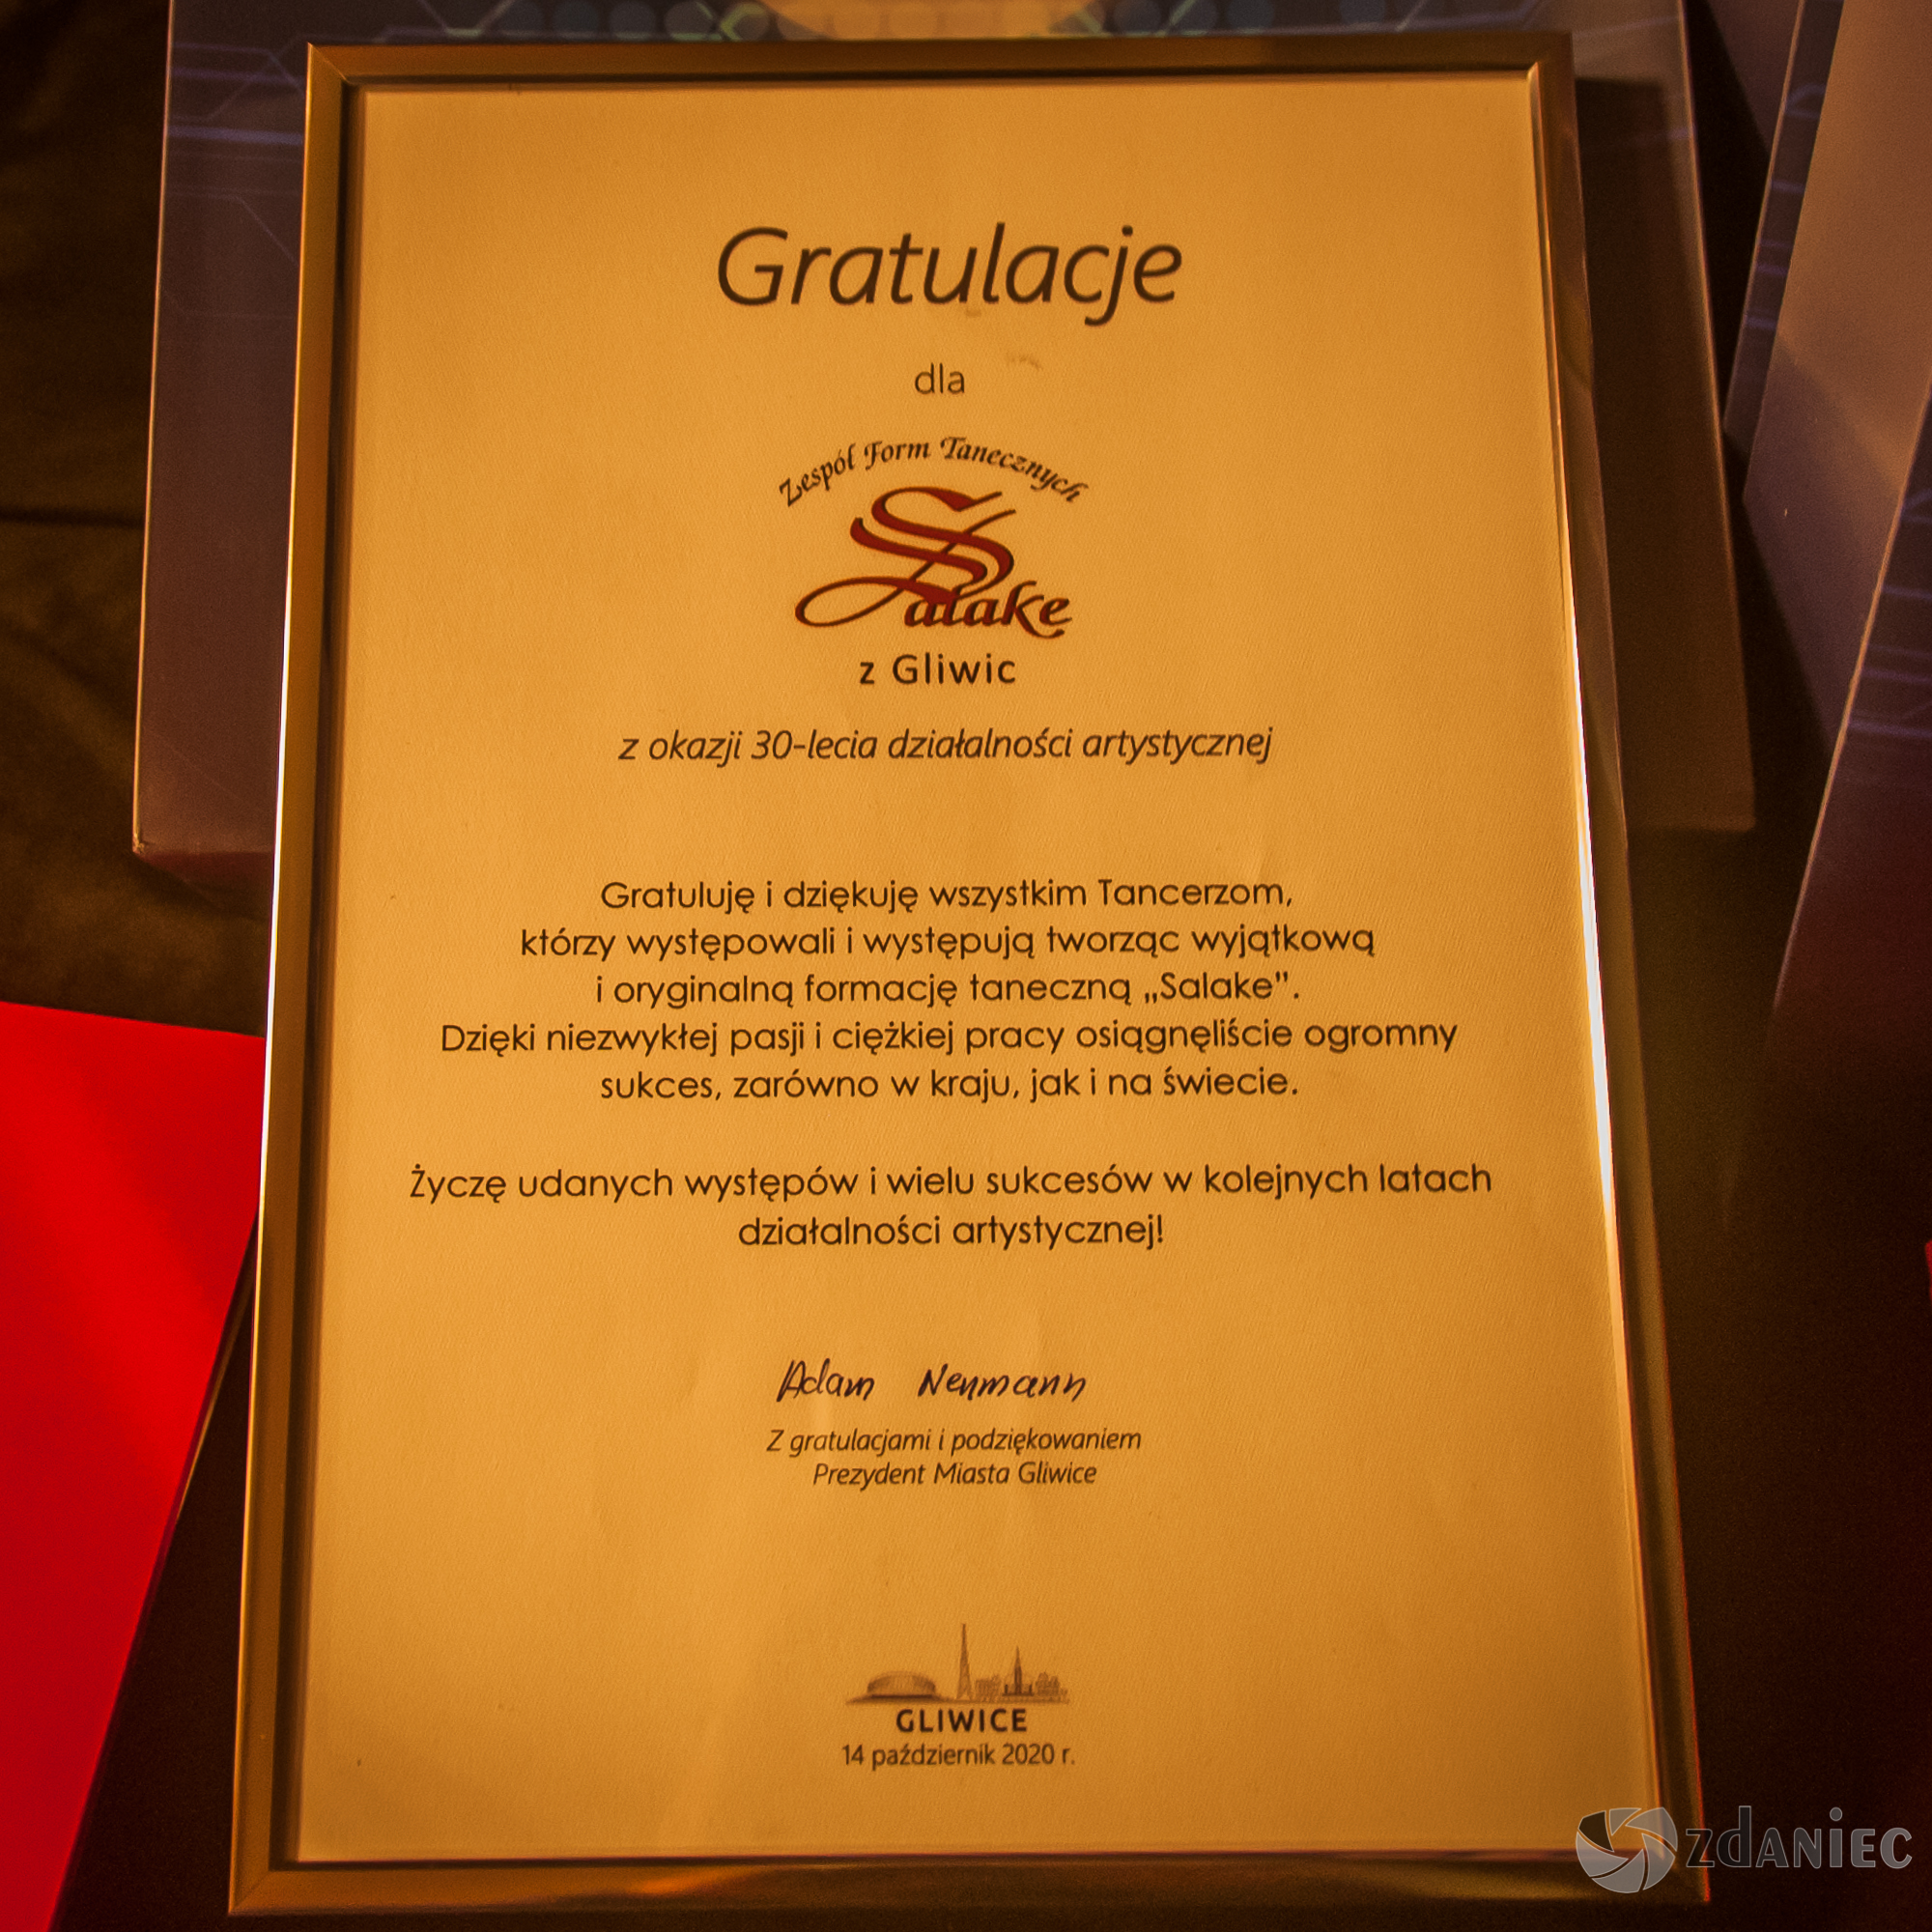 Gratulacje
dla
Zespół Form Tanecznych
Salake
z Gliwic
z okazji 30-lecia działalności artystycznej
Gratuluję i dziękuję wszystkim Tancerzom,
którzy występowali i występują tworząc wyjątkową
i oryginalną formację taneczną „Salake”.
Dzięki niezwykłej pasji i ciężkiej pracy osiągnęliście ogromny
sukces, zarówno w kraju, jak i na świecie.
Życzę udanych występów i wielu sukcesów w kolejnych latach
działalności artystycznej!
Adam Neumann
Z gratulacjami i podziękowaniem
Prezydent Miasta Gliwice
GLIWICE
14 październik 2020 r.
zdaniec